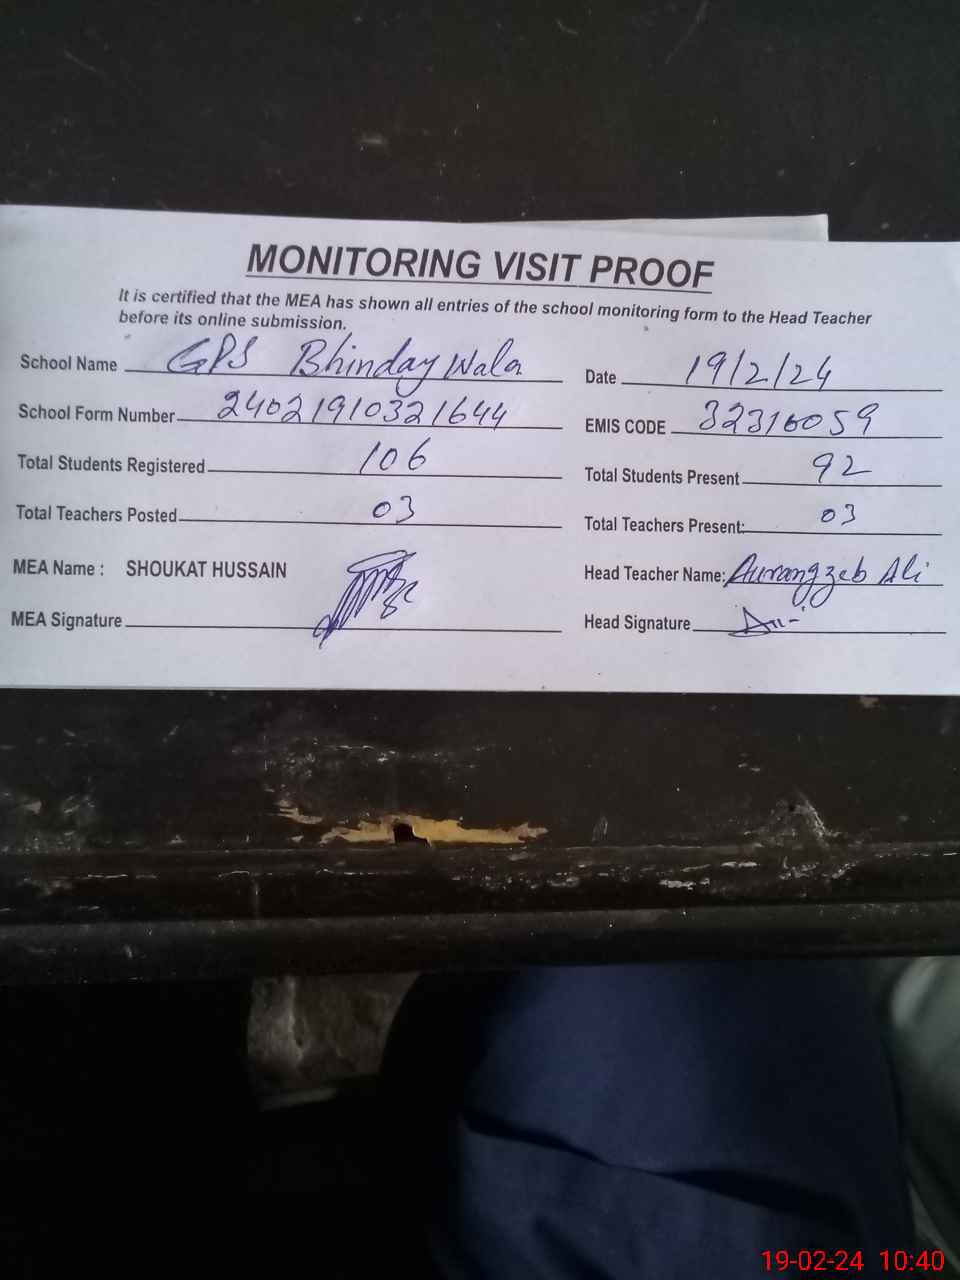 MONITORING VISIT PROOF
It is certified that the MEA has shown all entries of the school monitoring form to the Head Teacher
before its online submission.
School Name GPS Bhinday Wala Date 19/2/24
School Form Number 24021910321644 EMIS CODE 32310059
Total Students Registered 106 Total Students Present 92
Total Teachers Posted 03 Total Teachers Present: 03
MEA Name : SHOUKAT HUSSAIN Head Teacher Name: Aurangzeb Ali
MEA Signature Head Signature
19-02-24 10:40